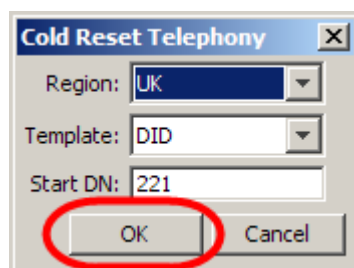 Cold Reset Telephony
Region: UK
Template: DID
Start DN: 221
OK Cancel